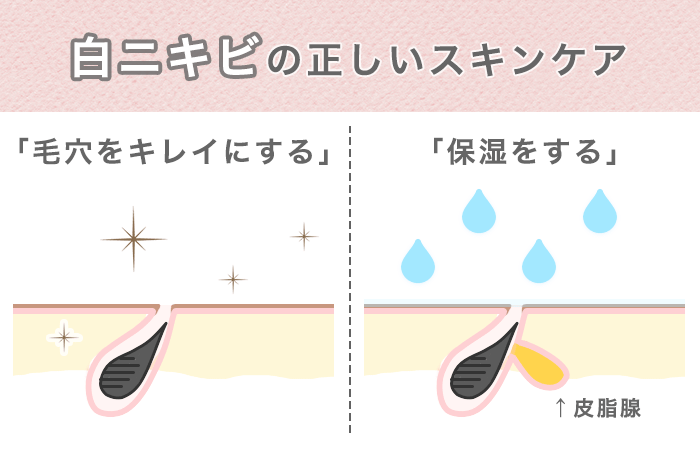 白ニキビの正しいスキンケア
「毛穴をキレイにする」
「保湿をする」
↑皮脂腺